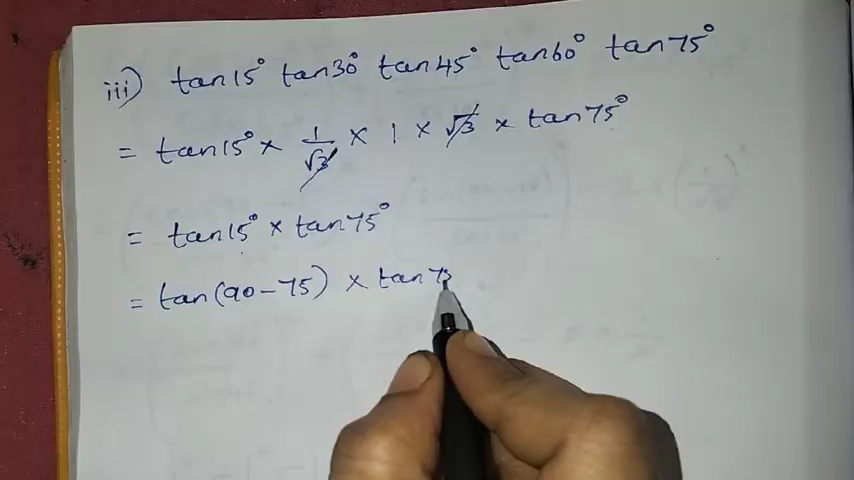 iii) tan15° tan30° tan45° tan60° tan75°
= tan15° × 1/√3 × 1 × √3 × tan75°
= tan15° × tan75°
= tan(90-75) × tan75